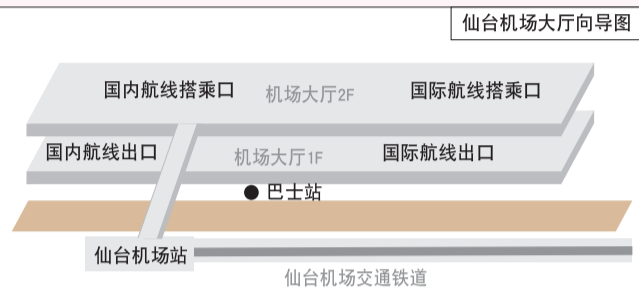 仙台机场大厅向导图
国内航线搭乘口
机场大厅2F
国际航线搭乘口
国内航线出口
机场大厅1F
国际航线出口
巴士站
仙台机场站
仙台机场交通铁道